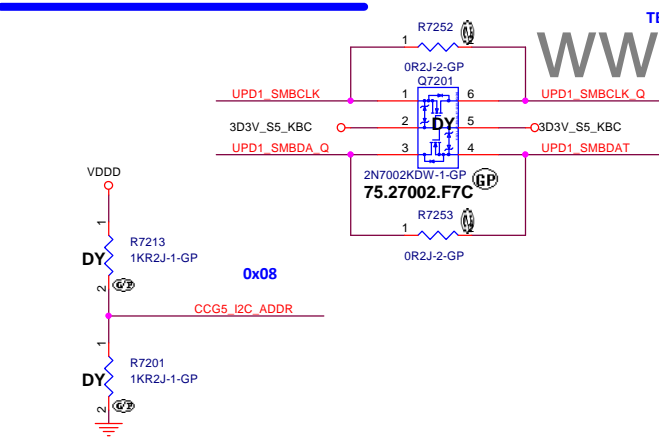 TE
R7252
WW
1
2
0R2J-2-GP
Q7201
UPD1_SMBCLK
1
6
UPD1_SMBCLK_Q
3D3V_S5_KBC
2
DY
5
3D3V_S5_KBC
UPD1_SMBDA_Q
3
4
UPD1_SMBDAT
2N7002KDW-1-GP
GP
75.27002.F7C
VDDD
R7253
1
2
0R2J-2-GP
1
R7213
DY
1KR2J-1-GP
2
G/P
0x08
CCG5_I2C_ADDR
1
R7201
DY
1KR2J-1-GP
2
G/P